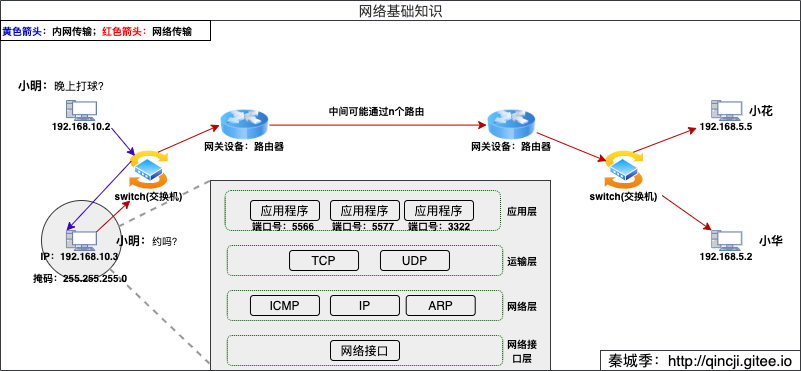 网络基础知识
黄色箭头：内网传输；红色箭头：网络传输
小明：晚上打球？
192.168.10.2
网关设备：路由器
中间可能通过n个路由
网关设备：路由器
小花
192.168.5.5
switch(交换机)
switch(交换机)
小明：约吗？
IP：192.168.10.3
掩码：255.255.255.0
小华
192.168.5.2
应用程序
应用程序
应用程序
应用层
端口号：5566
端口号：5577
端口号：3322
TCP
UDP
运输层
ICMP
IP
ARP
网络层
网络接口
网络接
口层
秦城季：http://qincji.gitee.io